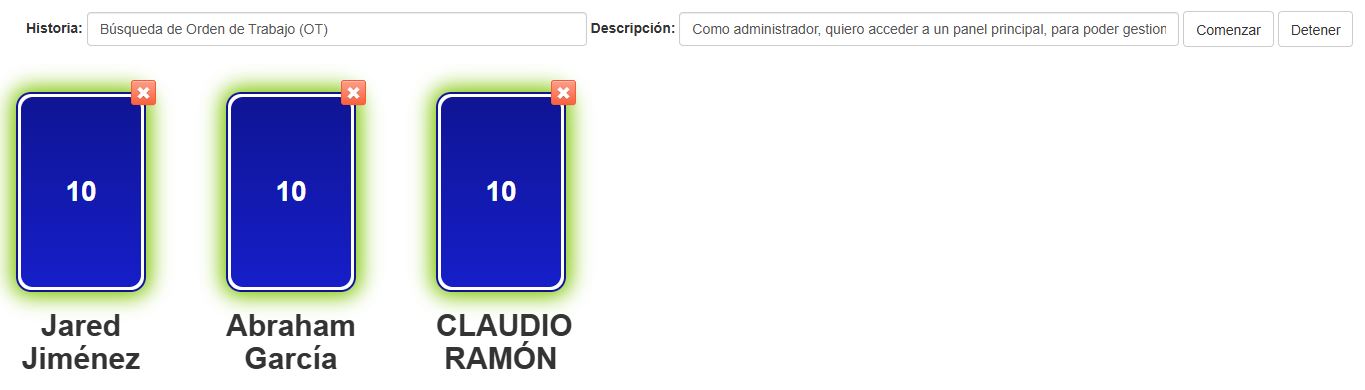 Historia: Búsqueda de Orden de Trabajo (OT) Descripción: Como administrador, quiero acceder a un panel principal, para poder gestion Comenzar Detener
10 10 10
Jared Abraham CLAUDIO
Jiménez García RAMÓN